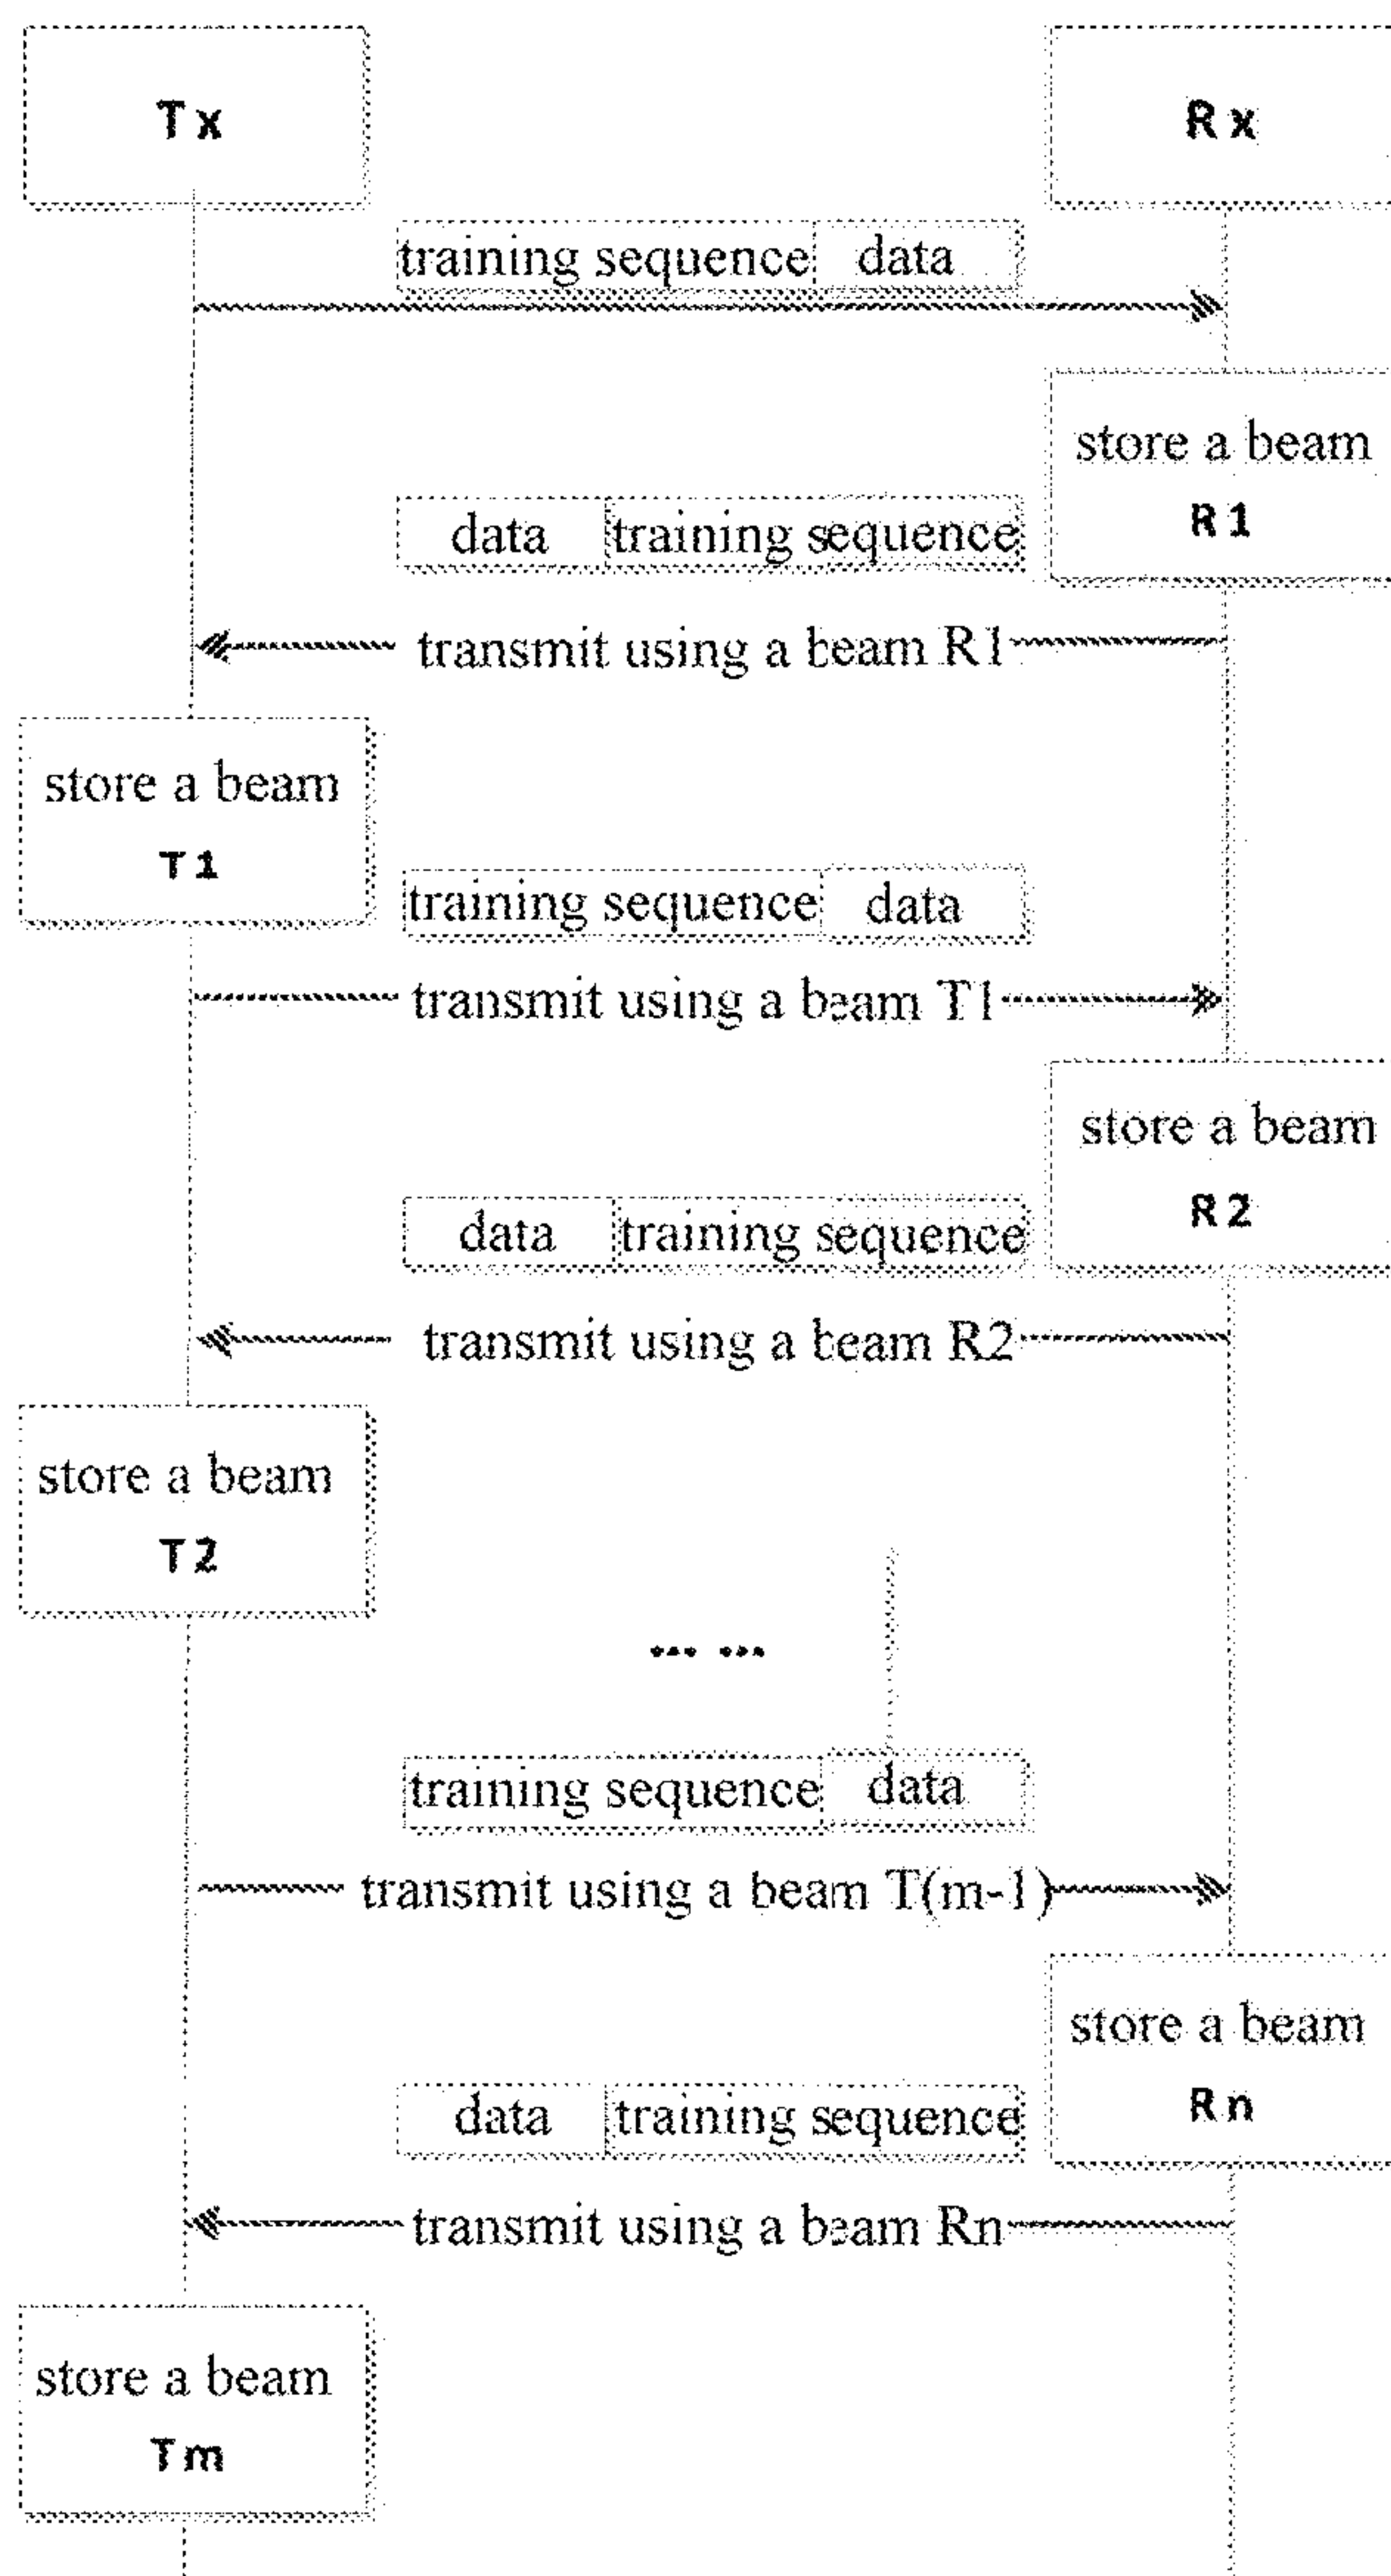 Tx
Rx
training sequence data
store a beam
R1
data training sequence
transmit using a beam R1
store a beam
T1
training sequence data
transmit using a beam T1
store a beam
R2
data training sequence
transmit using a beam R2
store a beam
T2
... ...
training sequence data
transmit using a beam T(m-1)
store a beam
Rn
data training sequence
transmit using a beam Rn
store a beam
Tm